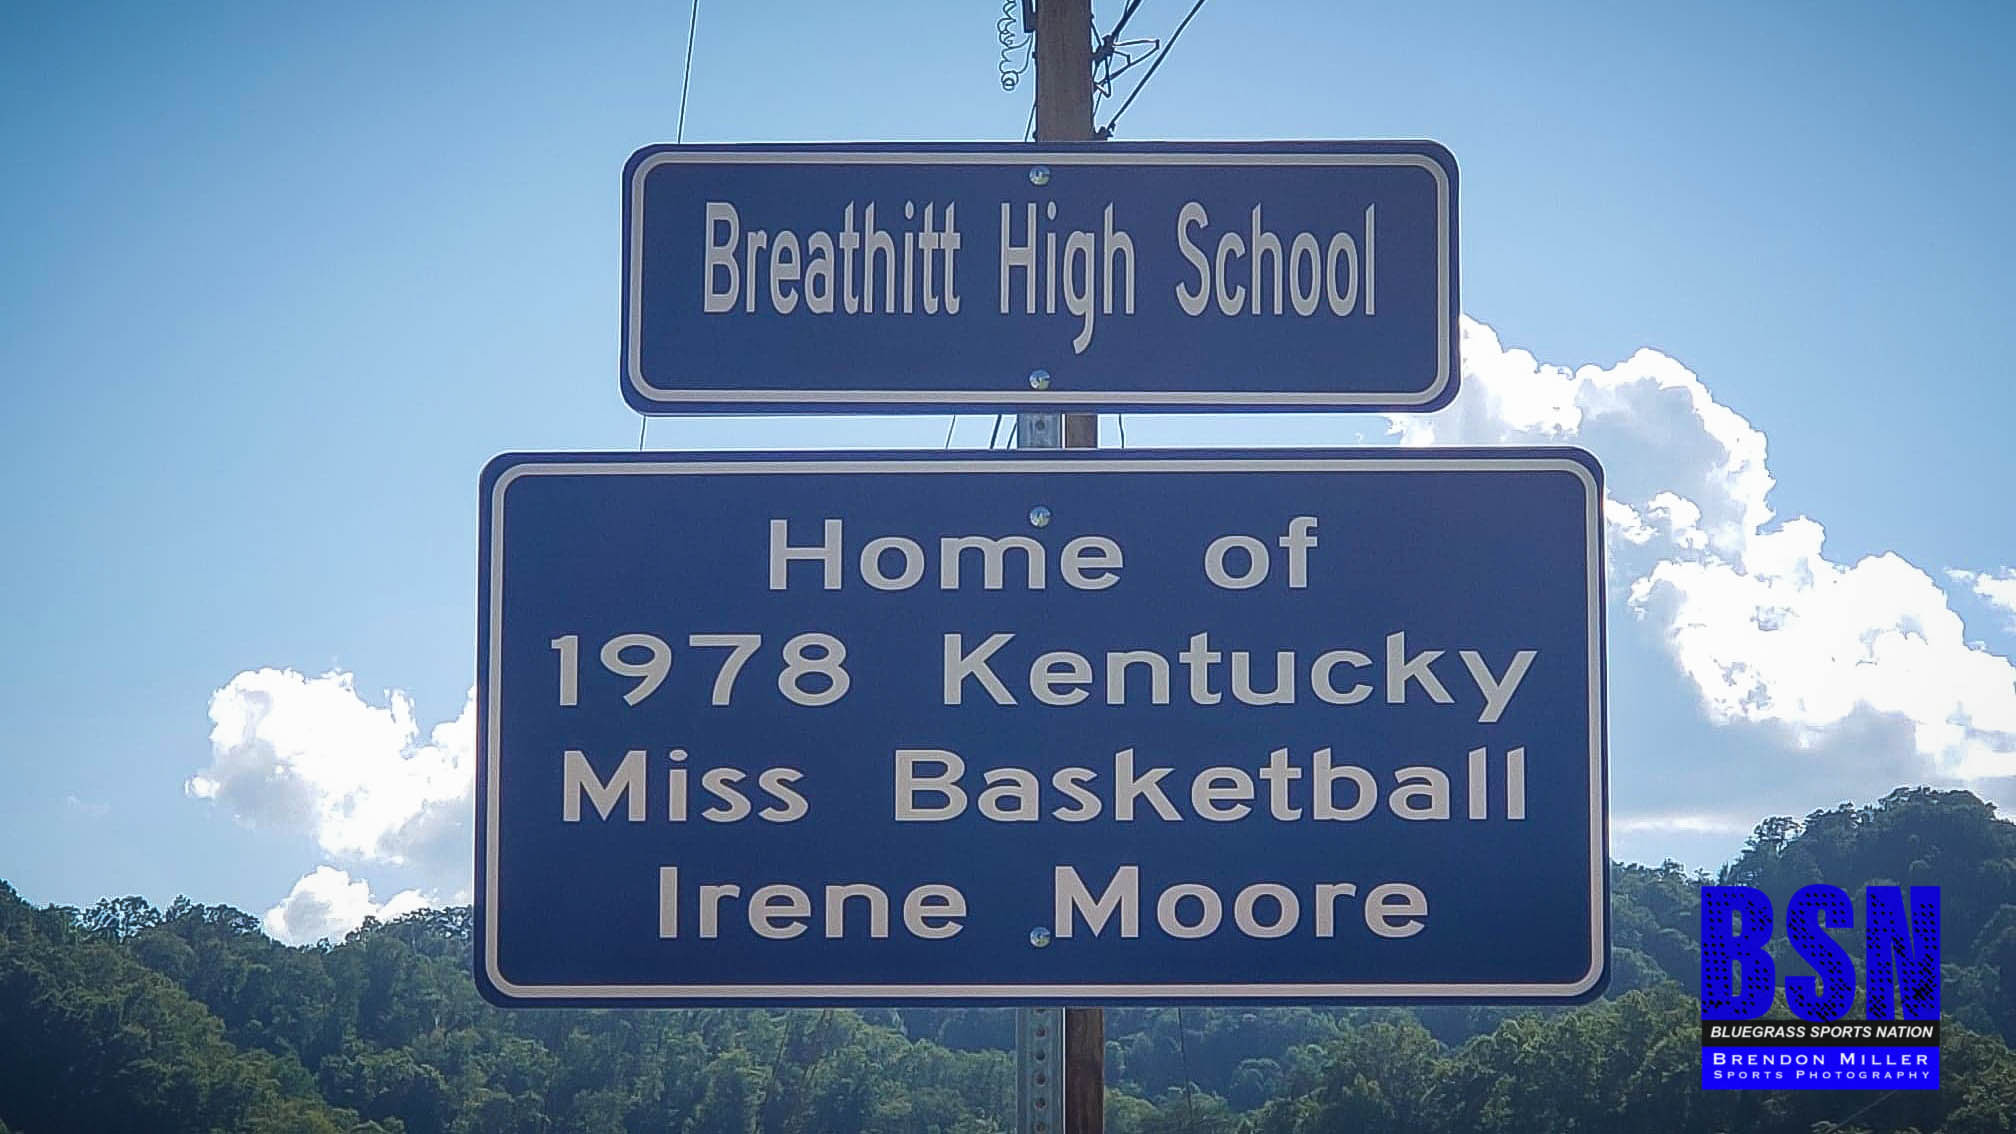 Breathitt High School
Home of
1978 Kentucky
Miss Basketball
Irene Moore
BSN
BLUEGRASS SPORTS NATION
BRENDON MILLER
SPORTS PHOTOGRAPHY